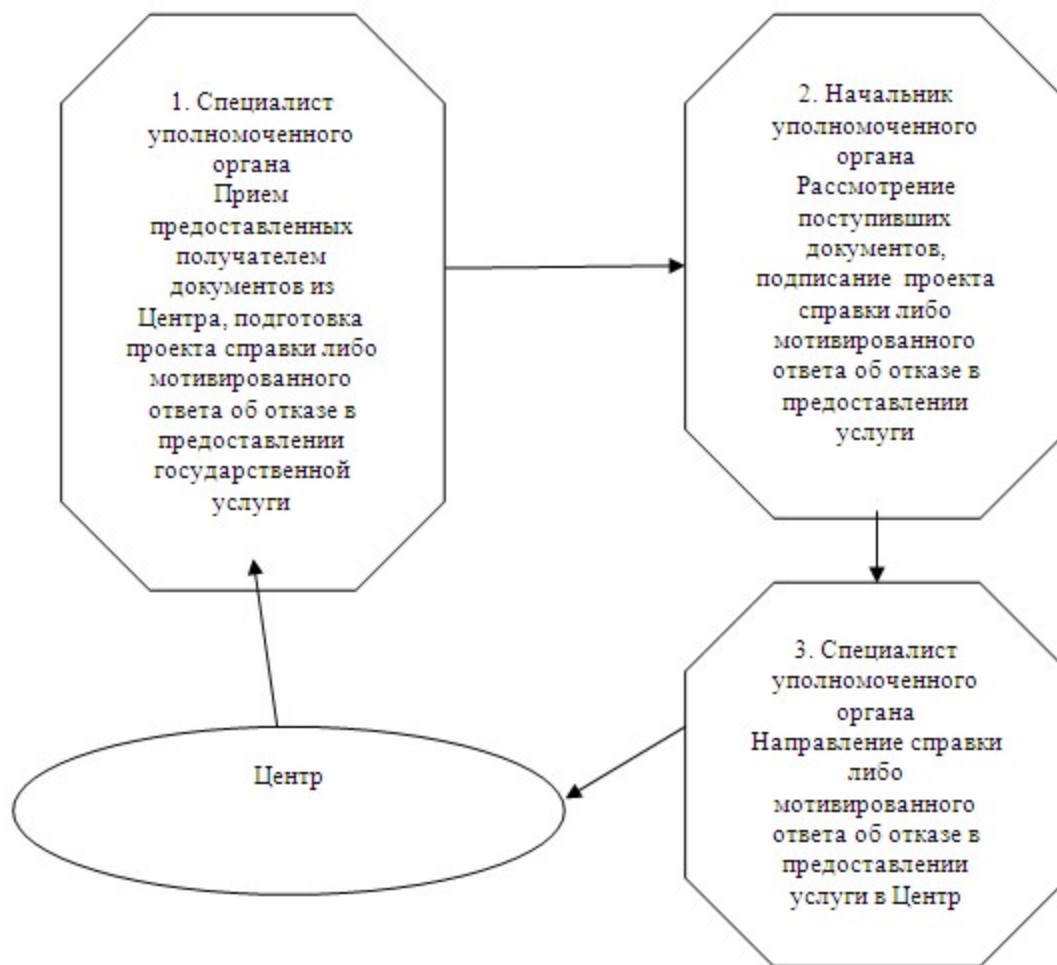 1. Специалист
уполномоченного
органа
Прием
предоставленных
получателем
документов из
Центра, подготовка
проекта справки либо
мотивированного
ответа об отказе в
предоставлении
государственной
услуги
2. Начальник
уполномоченного
органа
Рассмотрение
поступивших
документов,
подписание проекта
справки либо
мотивированного
ответа об отказе в
предоставлении
услуги
3. Специалист
уполномоченного
органа
Направление справки
либо
мотивированного
ответа об отказе в
предоставлении
услуги в Центр
Центр